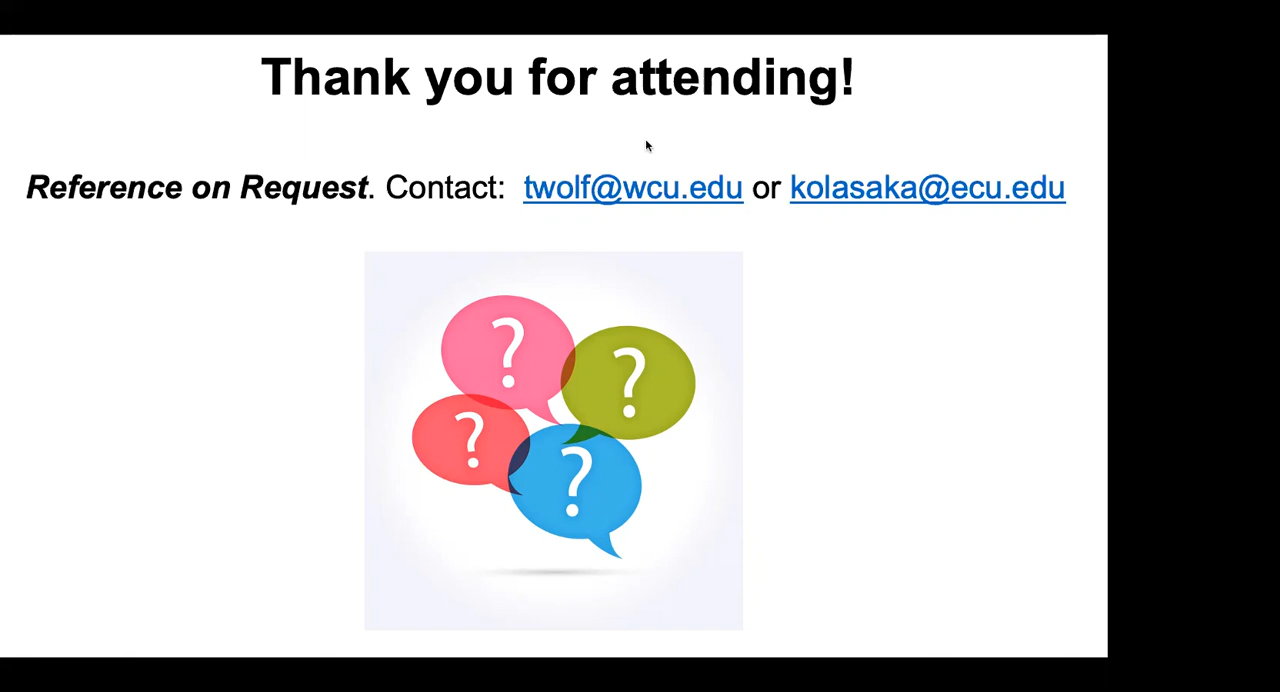 Thank you for attending!
Reference on Request. Contact: twolf@wcu.edu or kolasaka@ecu.edu
? ?
? ?